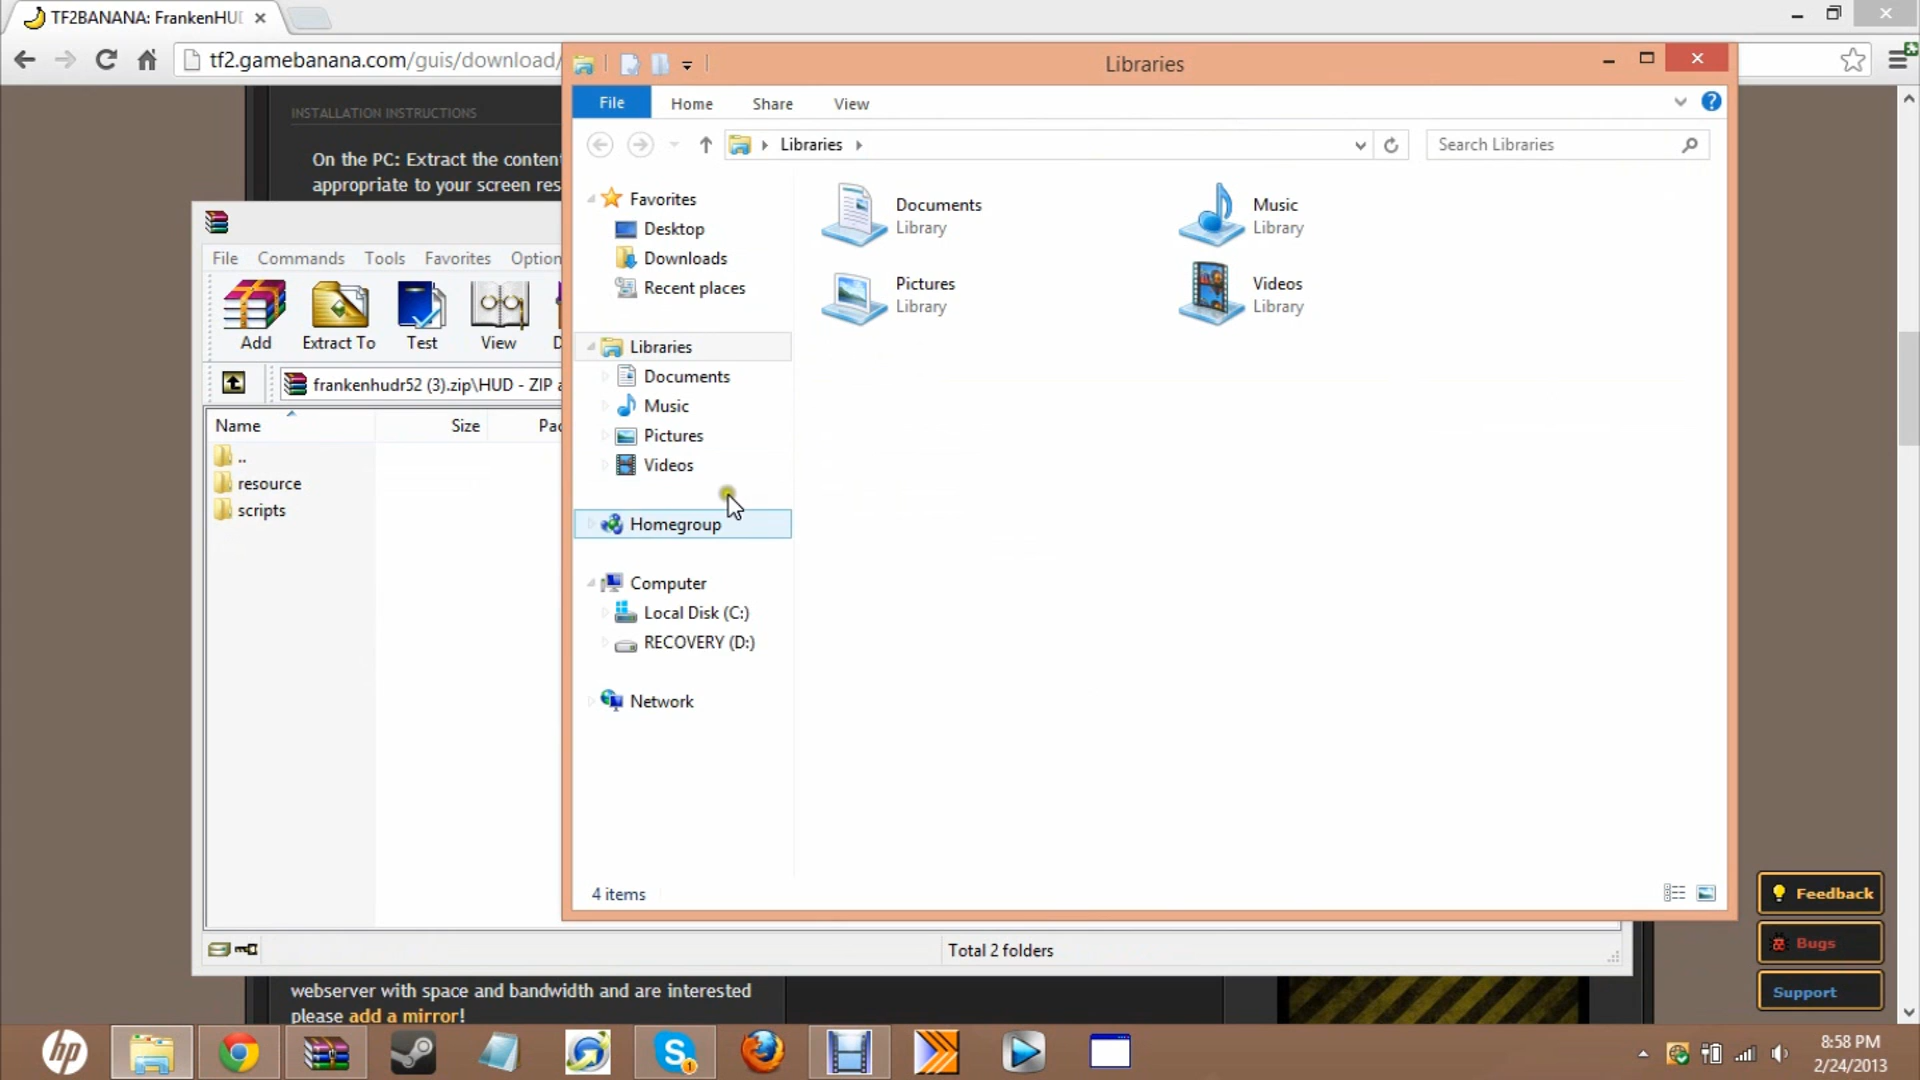 TF2BANANA: FrankenHUD
tf2.gamebanana.com/guis/download/
INSTALLATION INSTRUCTIONS
On the PC: Extract the conten
appropriate to your screen res
File Commands Tools Favorites Option
Add Extract To Test View
frankenhudr52 (3).zip\HUD - ZIP a
Name Size Pac
..
resource
scripts
Total 2 folders
Libraries
File Home Share View
Libraries
Search Libraries
Favorites
Desktop
Downloads
Recent places
Libraries
Documents
Music
Pictures
Videos
Homegroup
Computer
Local Disk (C:)
RECOVERY (D:)
Network
Documents
Library
Music
Library
Pictures
Library
Videos
Library
4 items
webserver with space and bandwidth and are interested
please add a mirror!
Feedback
Bugs
Support
hp
8:58 PM
2/24/2013